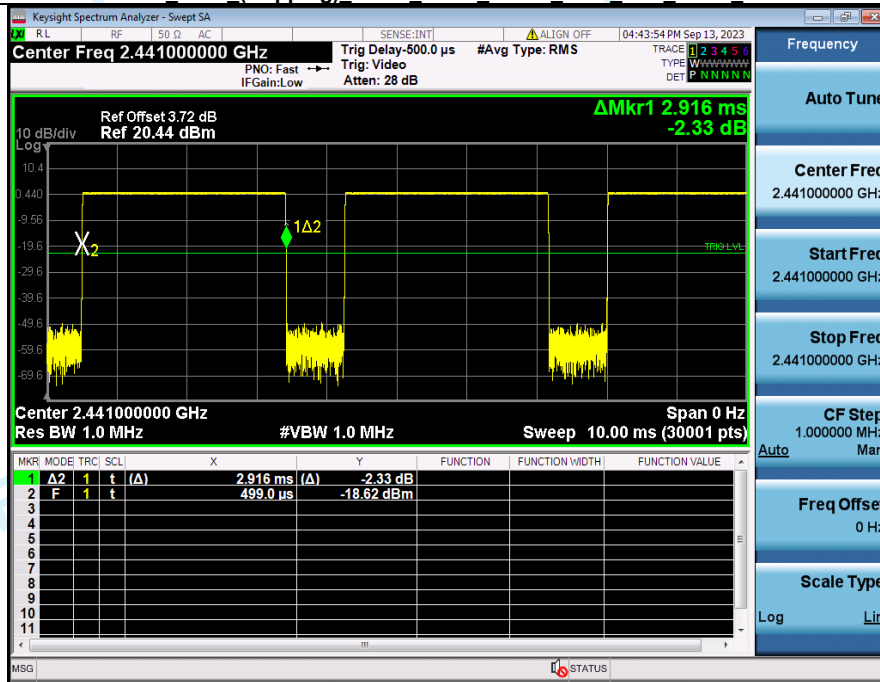 Keysight Spectrum Analyzer - Swept SA
LXI RL RF 50 Ω AC SENSE:INT ALIGN OFF 04:43:54 PM Sep 13, 2023
Center Freq 2.441000000 GHz
PNO: Fast
IFGain:Low
Trig Delay-500.0 µs
Trig: Video
Atten: 28 dB
#Avg Type: RMS
TRACE 1 2 3 4 5 6
TYPE WWWWWW
DET P N N N N N
Frequency
Auto Tune
Center Freq
2.441000000 GHz
Start Freq
2.441000000 GHz
Stop Freq
2.441000000 GHz
CF Step
1.000000 MHz
Auto Man
Freq Offset
0 Hz
Scale Type
Log Lin
ΔMkr1 2.916 ms
-2.33 dB
Ref Offset 3.72 dB
10 dB/div Ref 20.44 dBm
Log
10.4
0.440
-9.56
-19.6
-29.6
-39.6
-49.6
-59.6
-69.6
1Δ2
2
TRIG LVL
Center 2.441000000 GHz Span 0 Hz
Res BW 1.0 MHz #VBW 1.0 MHz Sweep 10.00 ms (30001 pts)
MKR MODE TRC SCL X Y FUNCTION FUNCTION WIDTH FUNCTION VALUE
1 Δ2 1 t (Δ) 2.916 ms (Δ) -2.33 dB
2 F 1 t 499.0 µs -18.62 dBm
3
4
5
6
7
8
9
10
11
MSG STATUS